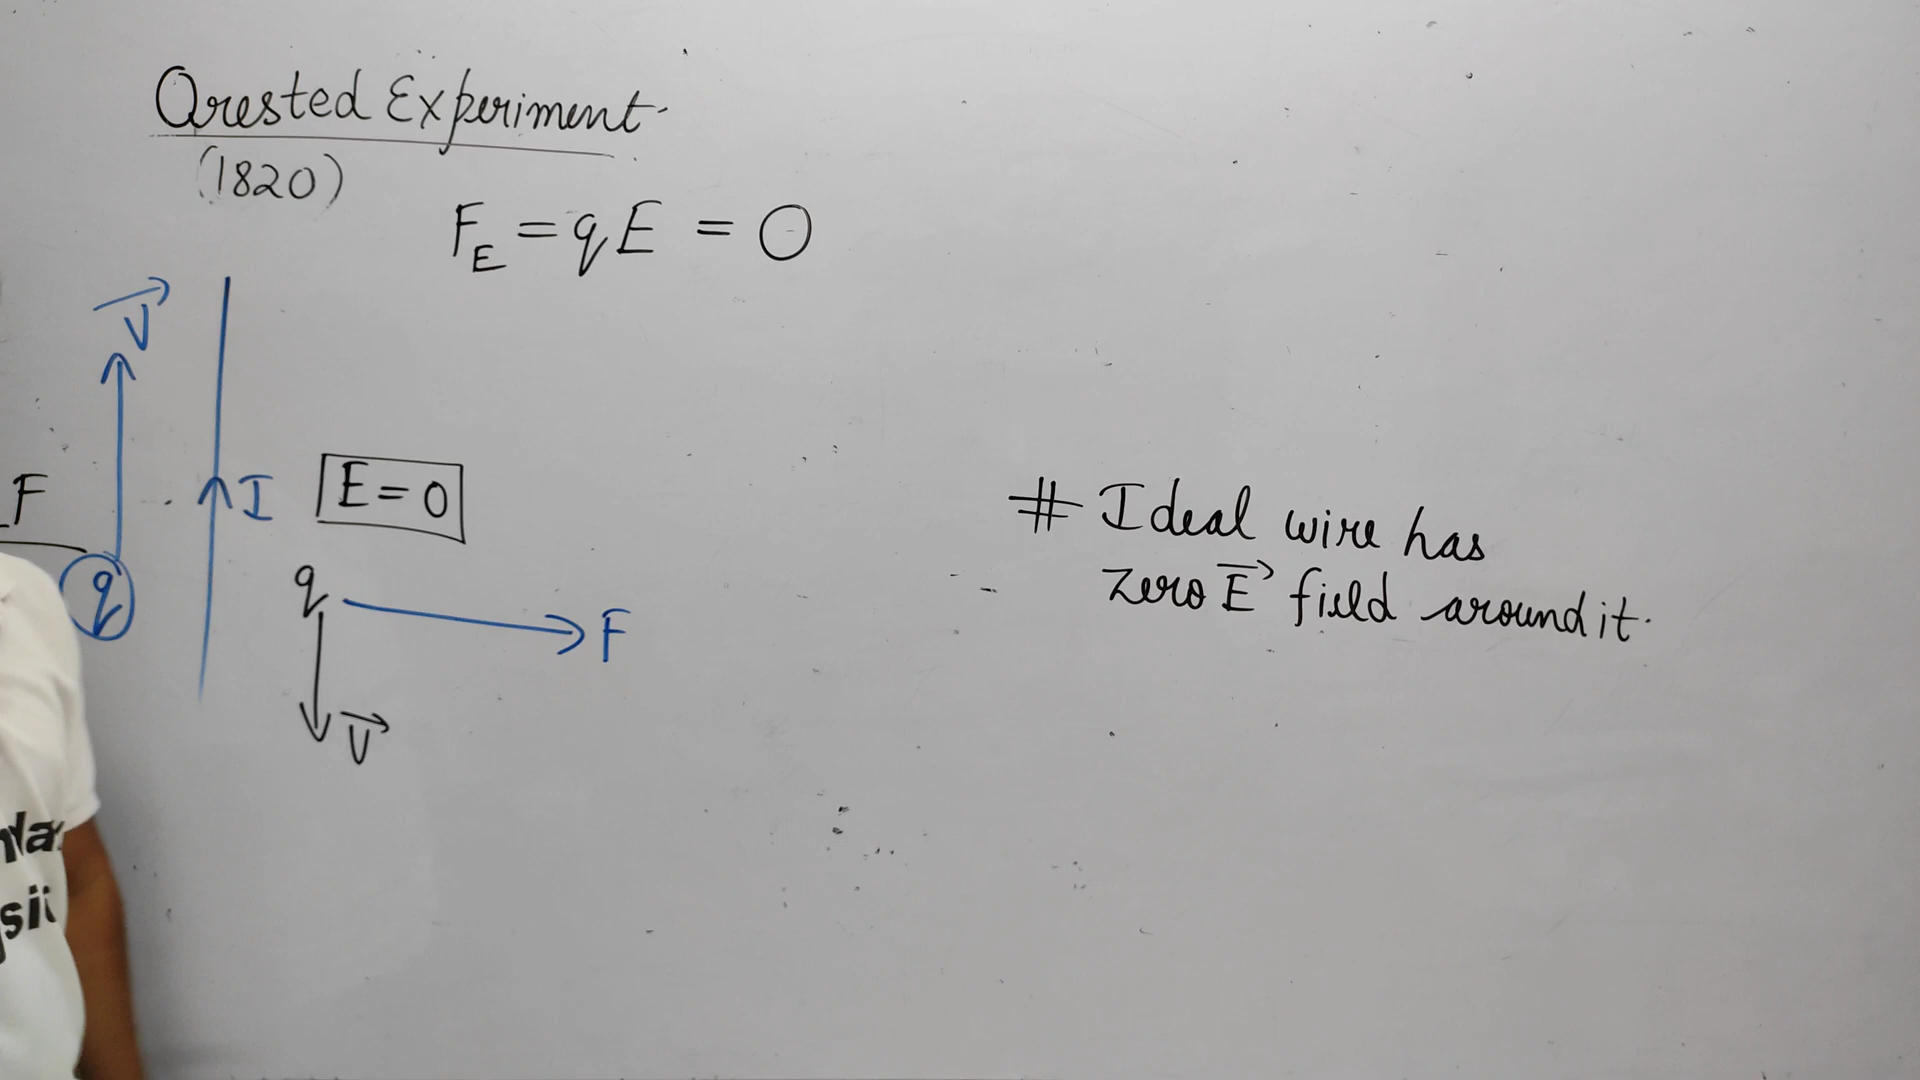 Orested Experiment.
(1820)
F_E = qE = 0
V
F
I
E=0
q
q
F
V
# Ideal wire has
Zero E field around it.